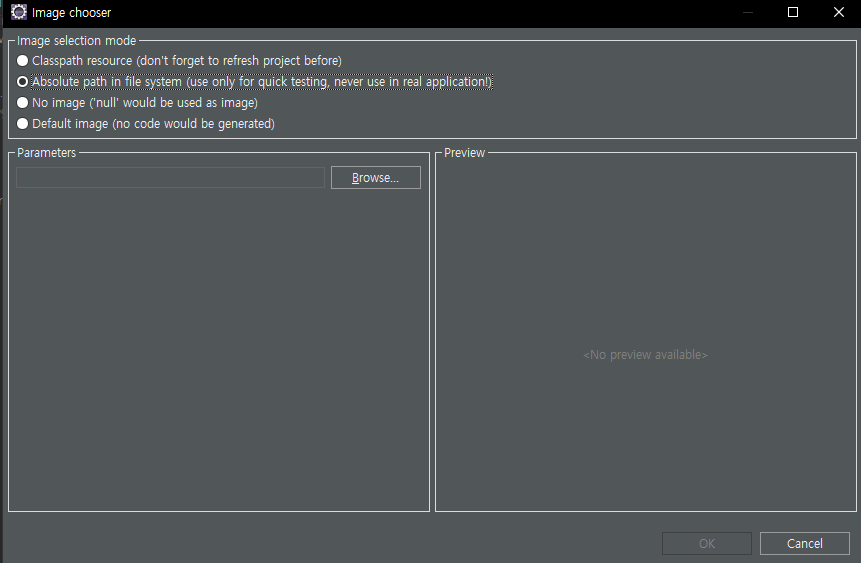 Image chooser
Image selection mode
Classpath resource (don't forget to refresh project before)
Absolute path in file system (use only for quick testing, never use in real application!)
No image ('null' would be used as image)
Default image (no code would be generated)
Parameters
Browse...
Preview
<No preview available>
OK
Cancel